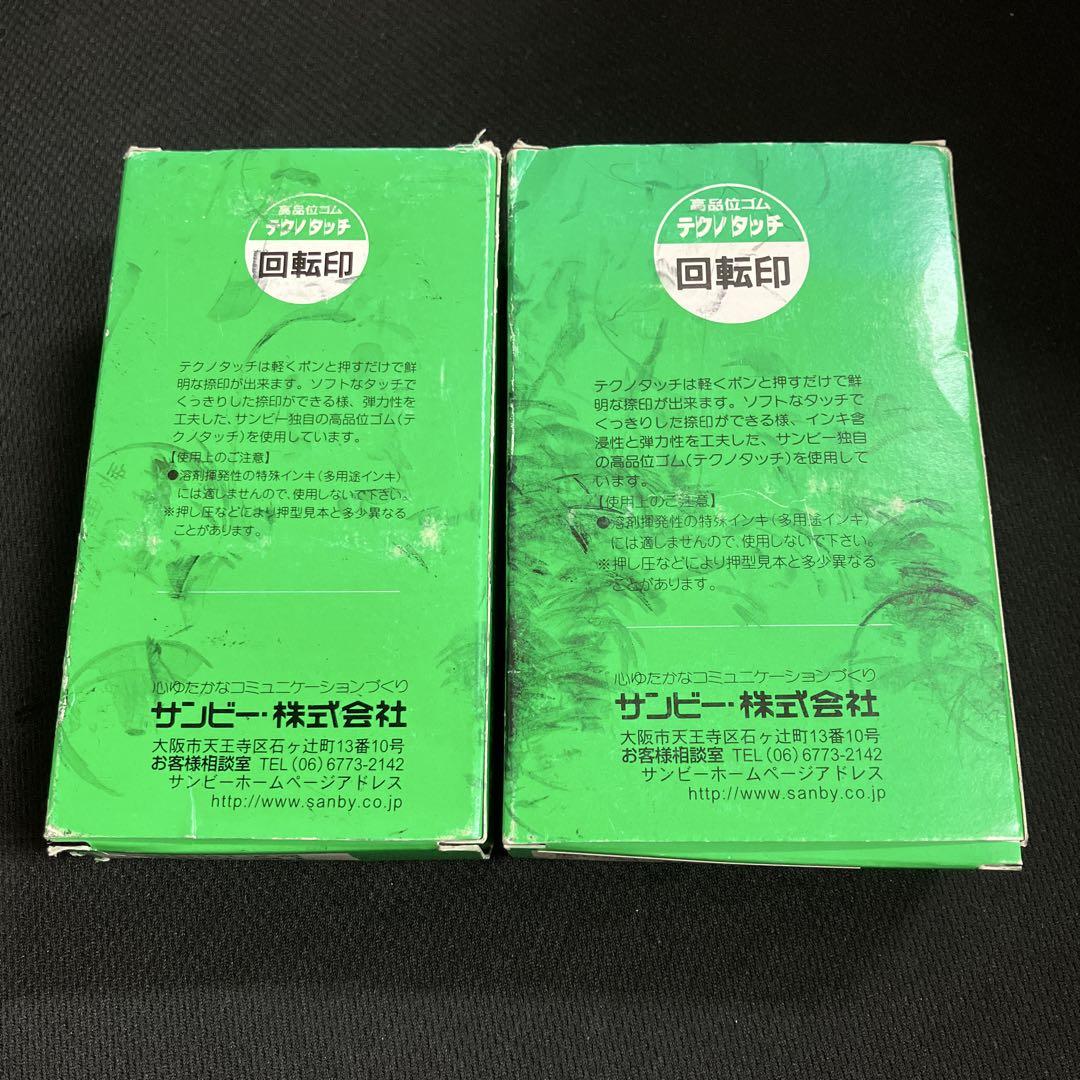 高品位ゴム
テクノタッチ
回転印
テクノタッチは軽くポンと押すだけで鮮
明な捺印が出来ます。ソフトなタッチで
くっきりした捺印ができる様、弾力性を
工夫した、サンビー独自の高品位ゴム(テ
クノタッチ)を使用しています。
【使用上のご注意】
●溶剤揮発性の特殊インキ(多用途インキ)
には適しませんので、使用しないで下さい。
※押し圧などにより押型見本と多少異なる
ことがあります。
心ゆたかなコミュニケーションづくり
サンビー・株式会社
大阪市天王寺区石ヶ辻町13番10号
お客様相談室 TEL(06)6773-2142
サンビーホームページアドレス
http://www.sanby.co.jp
高品位ゴム
テクノタッチ
回転印
テクノタッチは軽くポンと押すだけで鮮
明な捺印が出来ます。ソフトなタッチで
くっきりした捺印ができる様、インキ含
浸性と弾力性を工夫した、サンビー独自
の高品位ゴム(テクノタッチ)を使用して
います。
【使用上のご注意】
●溶剤揮発性の特殊インキ(多用途インキ)
には適しませんので、使用しないで下さい。
※押し圧などにより押型見本と多少異なる
ことがあります。
心ゆたかなコミュニケーションづくり
サンビー・株式会社
大阪市天王寺区石ヶ辻町13番10号
お客様相談室 TEL(06)6773-2142
サンビーホームページアドレス
http://www.sanby.co.jp